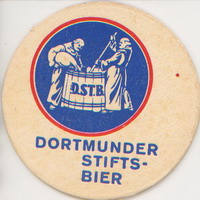 D.ST.B.
DORTMUNDER
STIFTS-
BIER